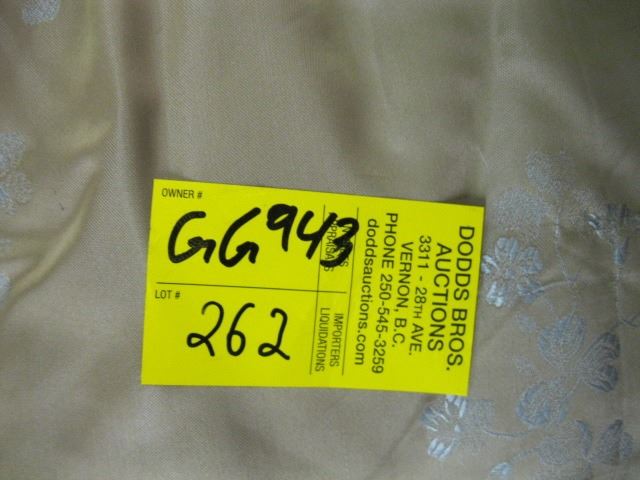 OWNER #
GG943
LOT #
262
IMPORTERS
LIQUIDATIONS
DODDS BROS.
AUCTIONS
3311 - 28TH AVE.
VERNON, B.C.
PHONE 250-545-3259
doddsauctions.com